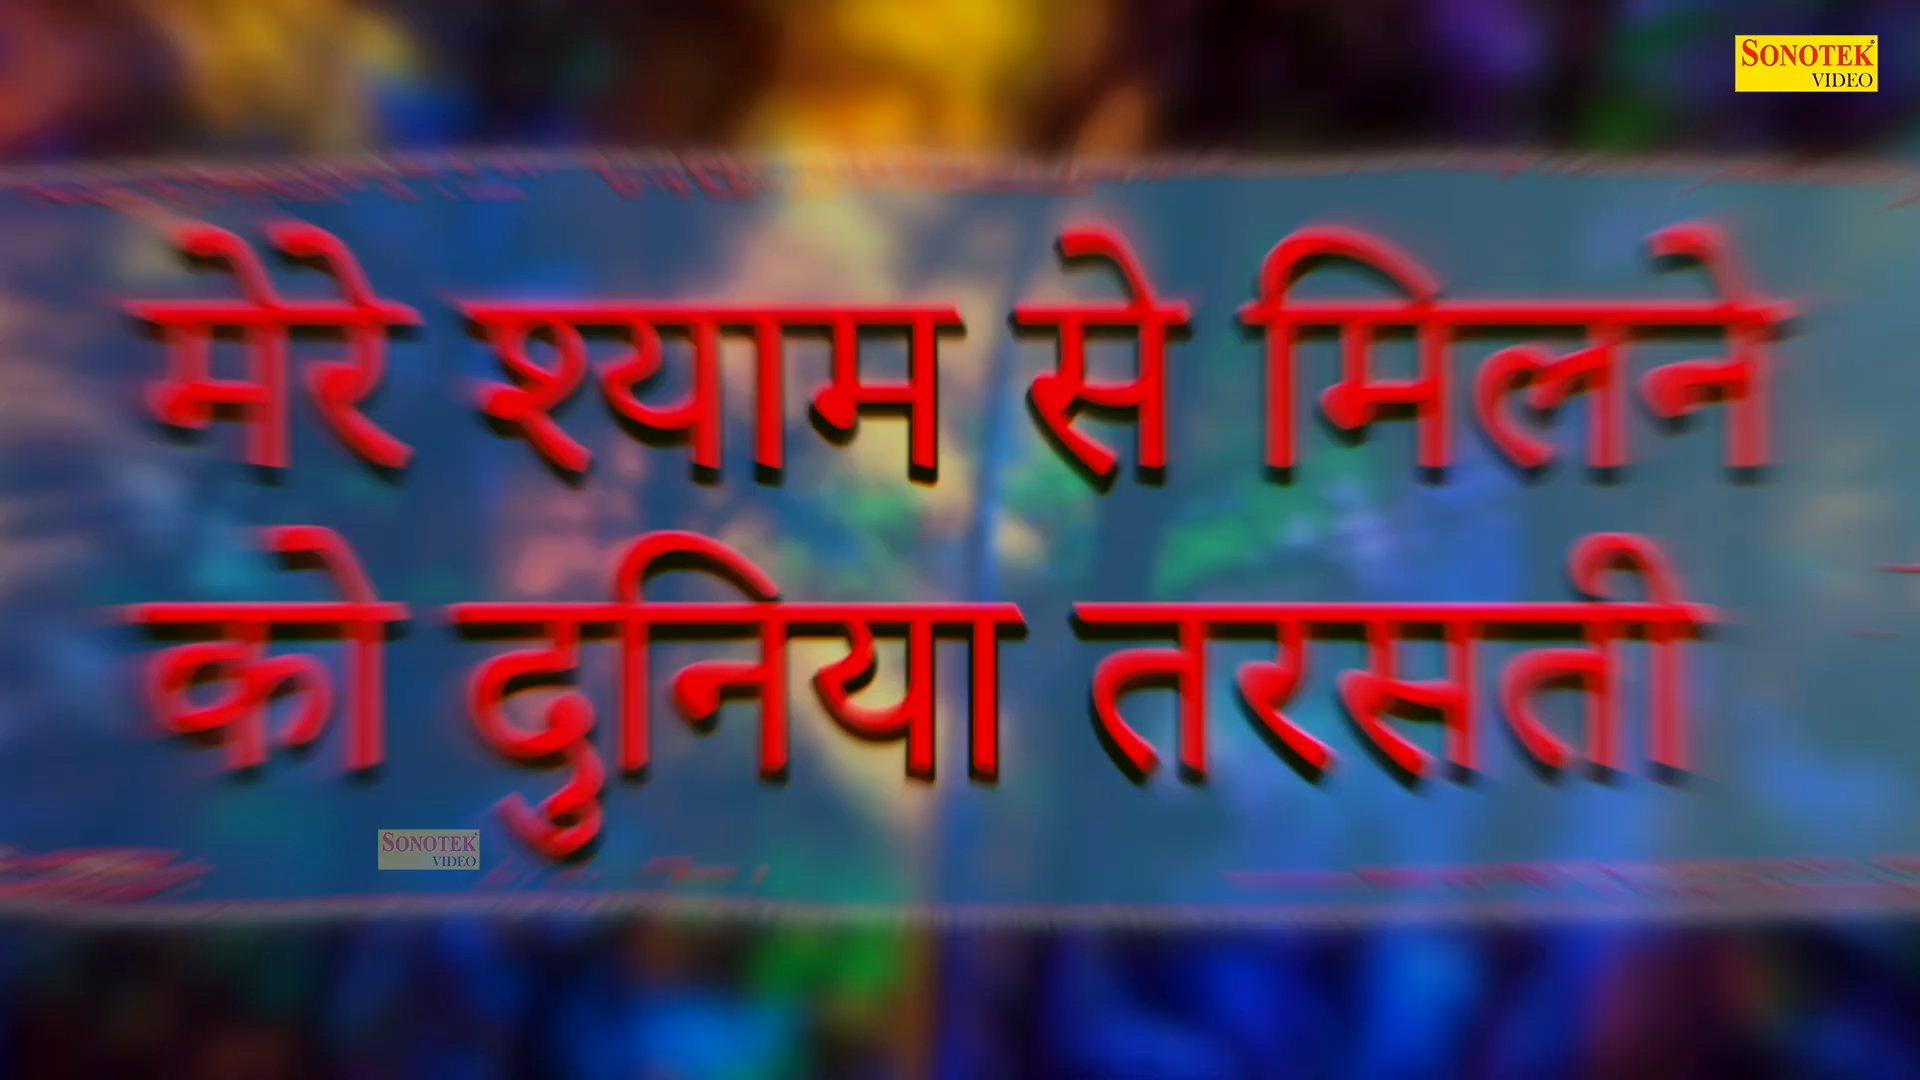 SONOTEK
VIDEO
मेरे श्याम से मिलने
को दुनिया तरसती
SONOTEK
VIDEO